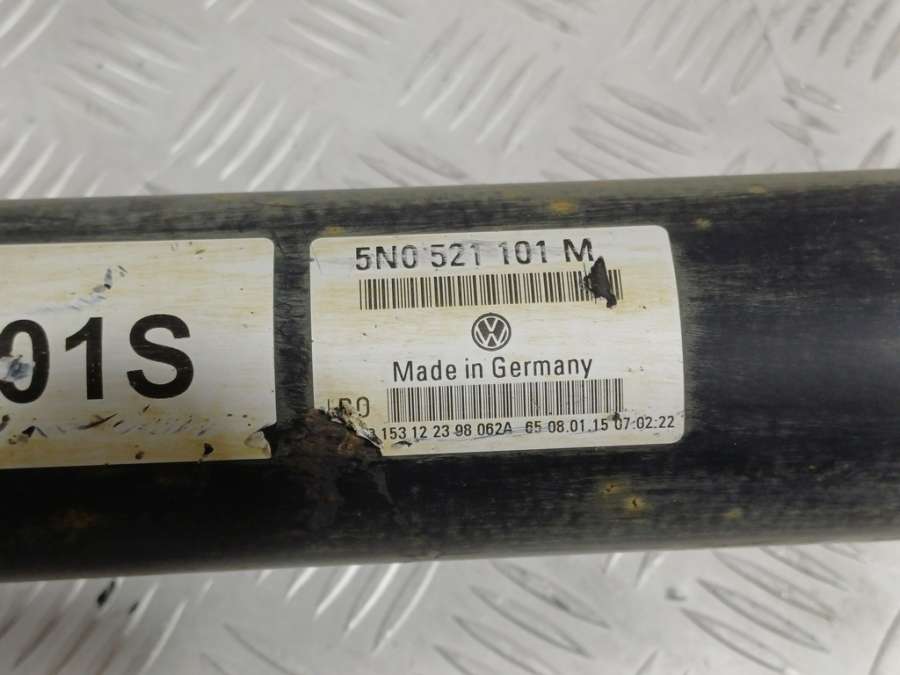 01S
5N0 521 101 M
Made in Germany
153 12 23 98 062A 65 08.01.15 07:02:22